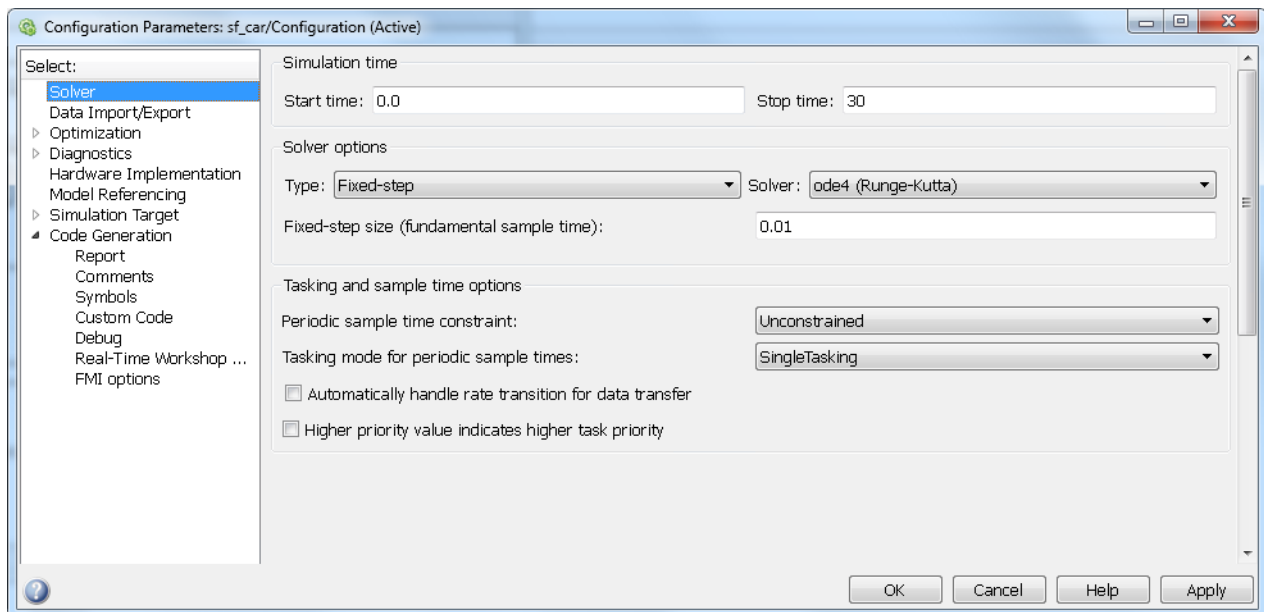 Configuration Parameters: sf_car/Configuration (Active)
Select:
Solver
Data Import/Export
Optimization
Diagnostics
Hardware Implementation
Model Referencing
Simulation Target
Code Generation
Report
Comments
Symbols
Custom Code
Debug
Real-Time Workshop ...
FMI options
Simulation time
Start time: 0.0 Stop time: 30
Solver options
Type: Fixed-step Solver: ode4 (Runge-Kutta)
Fixed-step size (fundamental sample time): 0.01
Tasking and sample time options
Periodic sample time constraint: Unconstrained
Tasking mode for periodic sample times: SingleTasking
Automatically handle rate transition for data transfer
Higher priority value indicates higher task priority
OK Cancel Help Apply